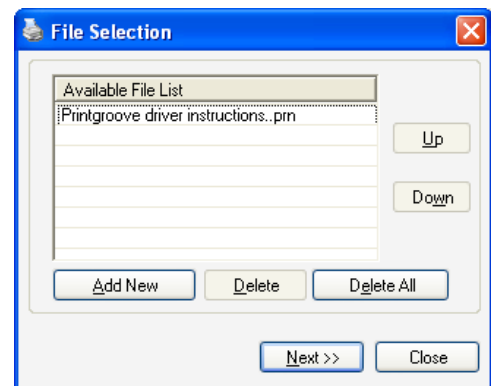 File Selection
Available File List
Printgroove driver instructions..prn
Up
Down
Add New
Delete
Delete All
Next >>
Close